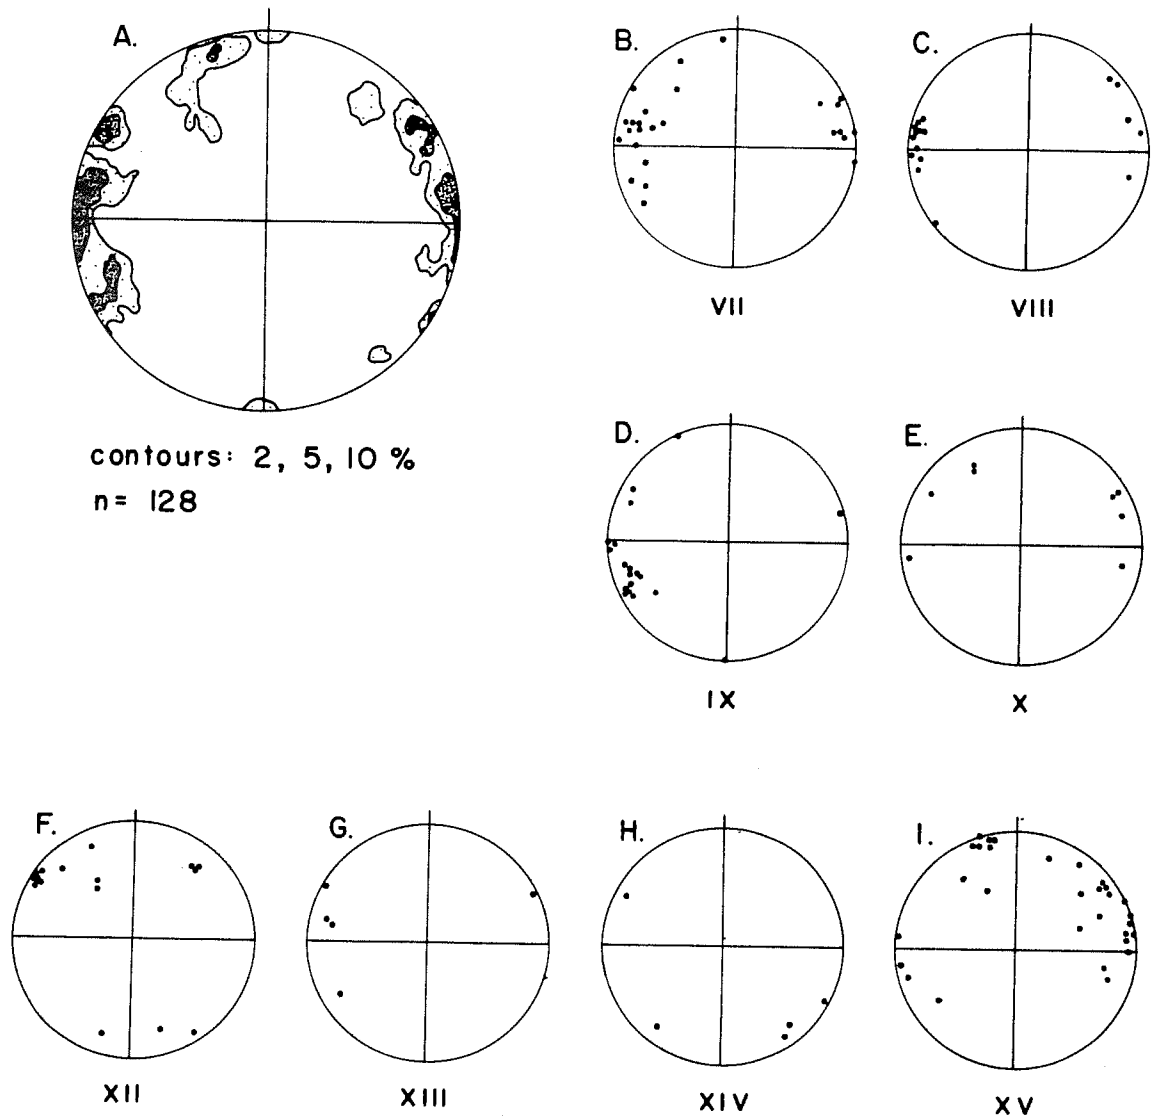 A.
B.
C.
VII
VIII
contours: 2, 5, 10 %
n= 128
D.
E.
IX
X
F.
G.
H.
I.
XII
XIII
XIV
XV